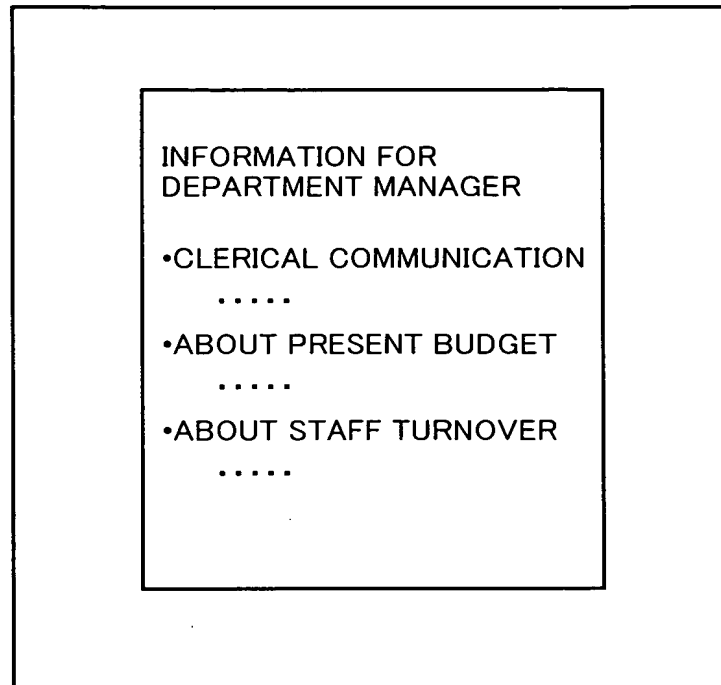 INFORMATION FOR
DEPARTMENT MANAGER
•CLERICAL COMMUNICATION
.....
•ABOUT PRESENT BUDGET
.....
•ABOUT STAFF TURNOVER
.....